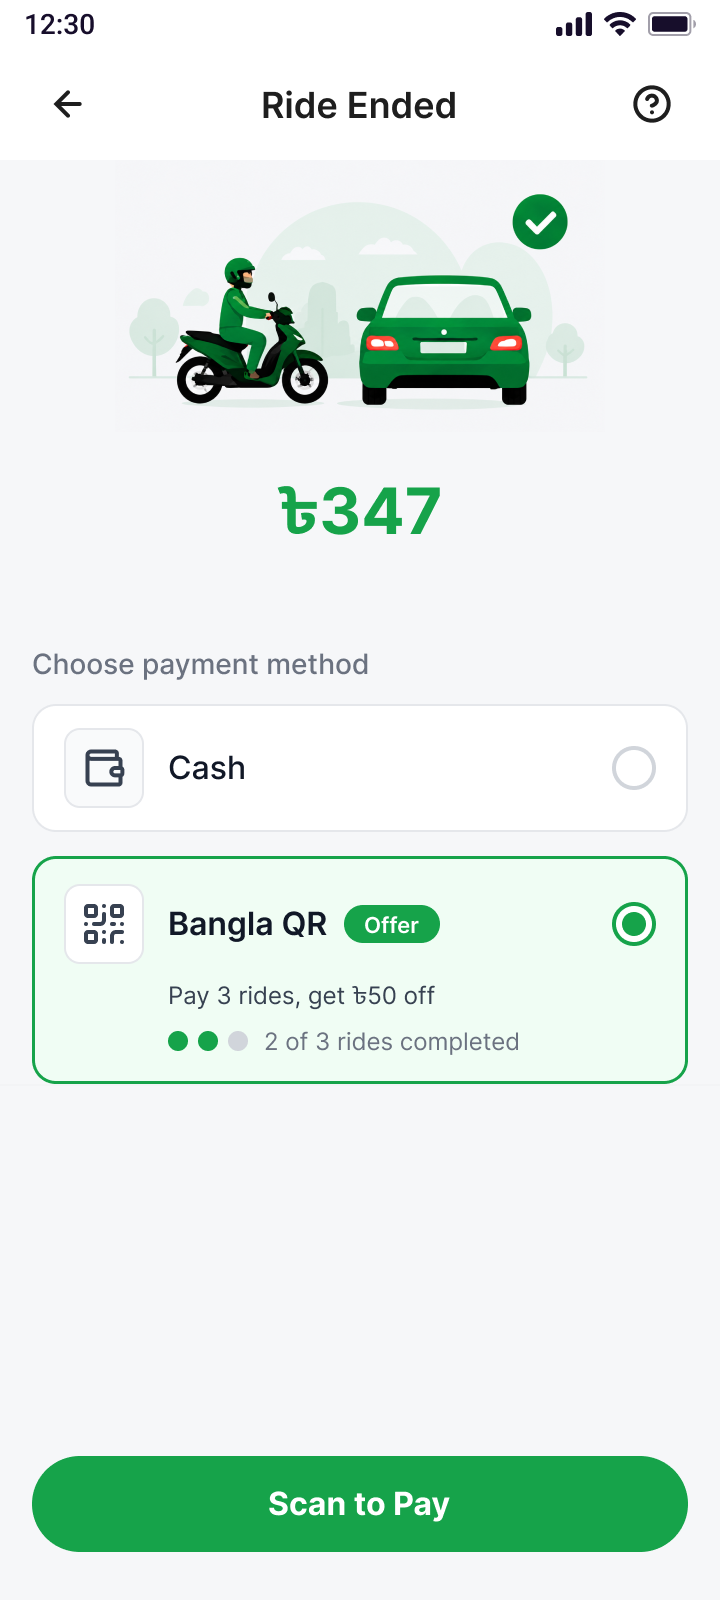 12:30
Ride Ended
৳347
Choose payment method
Cash
Bangla QR Offer
Pay 3 rides, get ৳50 off
2 of 3 rides completed
Scan to Pay